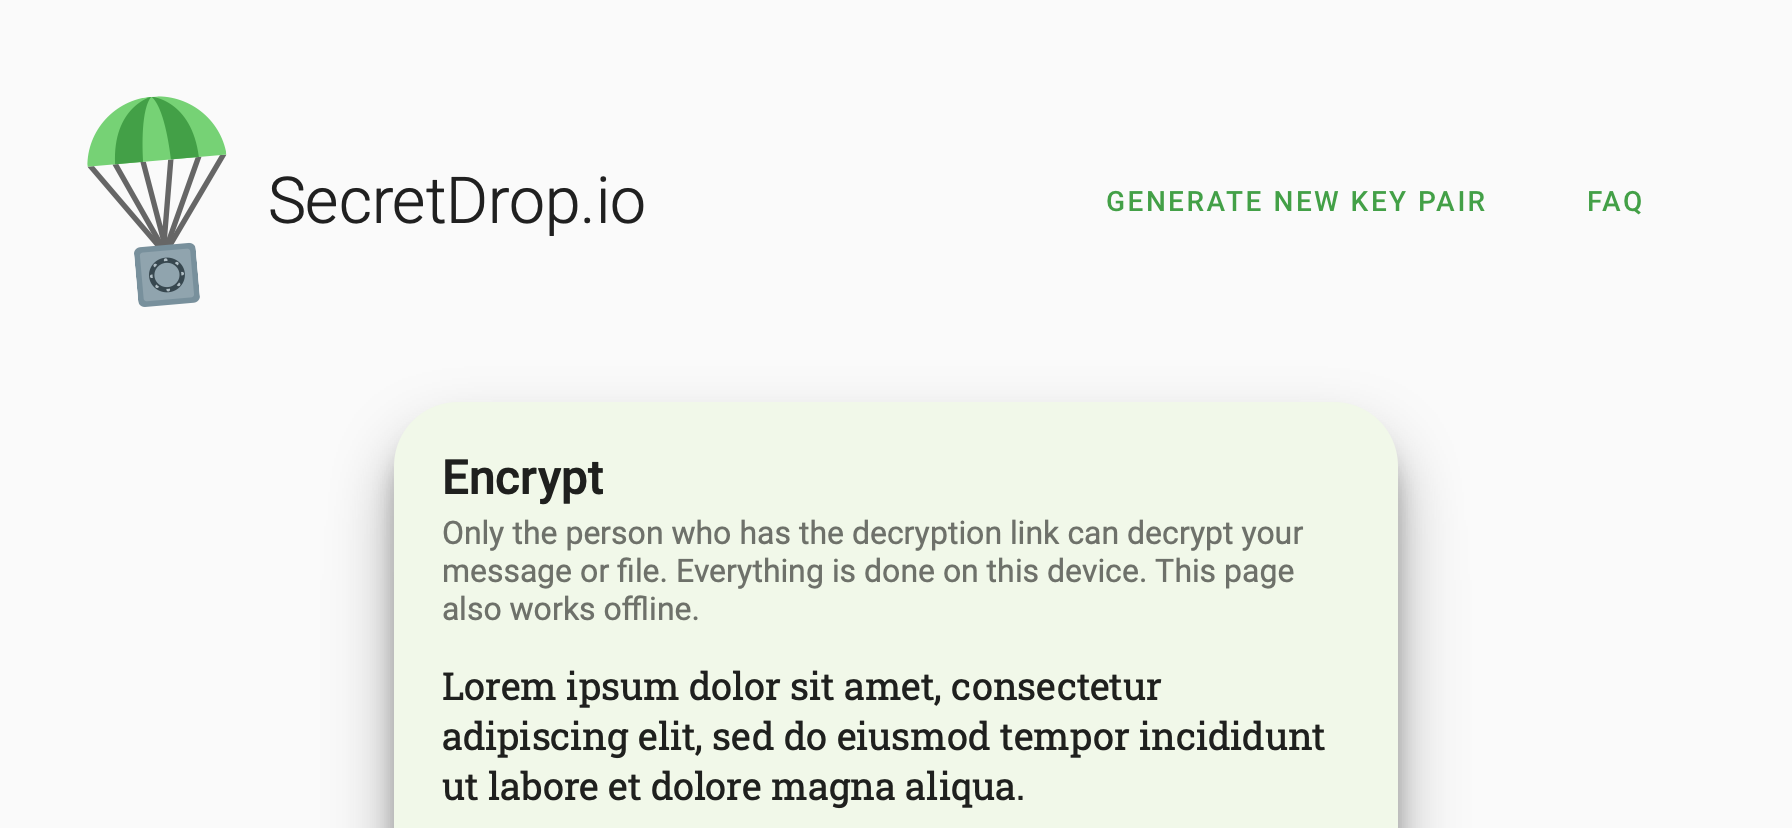 SecretDrop.io
GENERATE NEW KEY PAIR
FAQ
Encrypt
Only the person who has the decryption link can decrypt your
message or file. Everything is done on this device. This page
also works offline.
Lorem ipsum dolor sit amet, consectetur
adipiscing elit, sed do eiusmod tempor incididunt
ut labore et dolore magna aliqua.